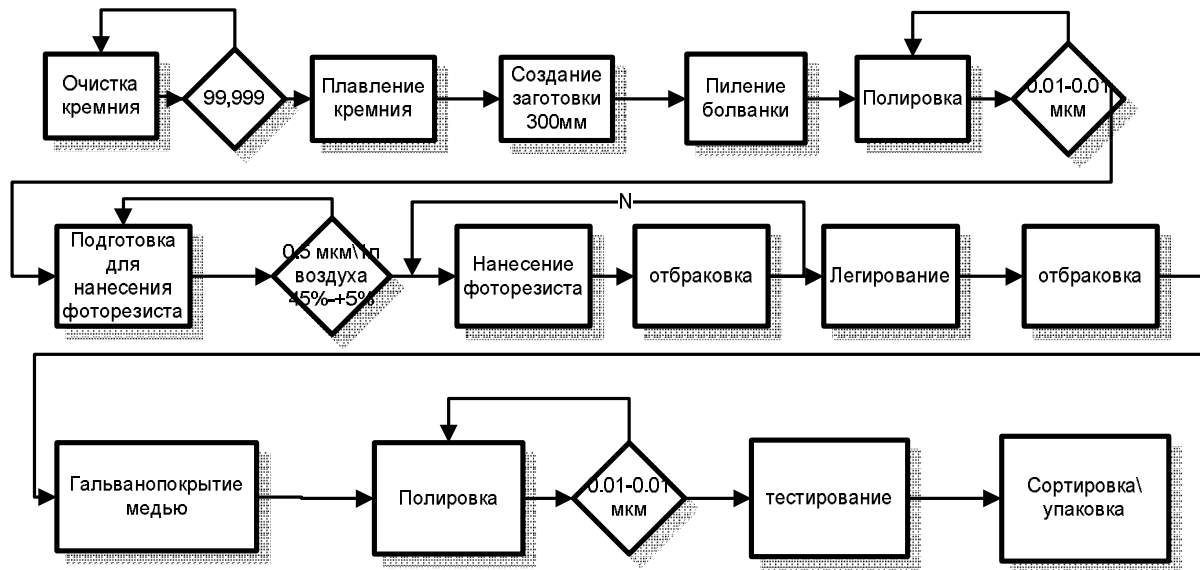 Очистка
кремния
99,999
Плавление
кремния
Создание
заготовки
300мм
Пиление
болванки
Полировка
0.01-0.01
мкм
N
Подготовка
для
нанесения
фоторезиста
0.5 мкм\1л
воздуха
45%-+5%
Нанесение
фоторезиста
отбраковка
Легирование
отбраковка
Гальванопокрытие
медью
Полировка
0.01-0.01
мкм
тестирование
Сортировка\
упаковка